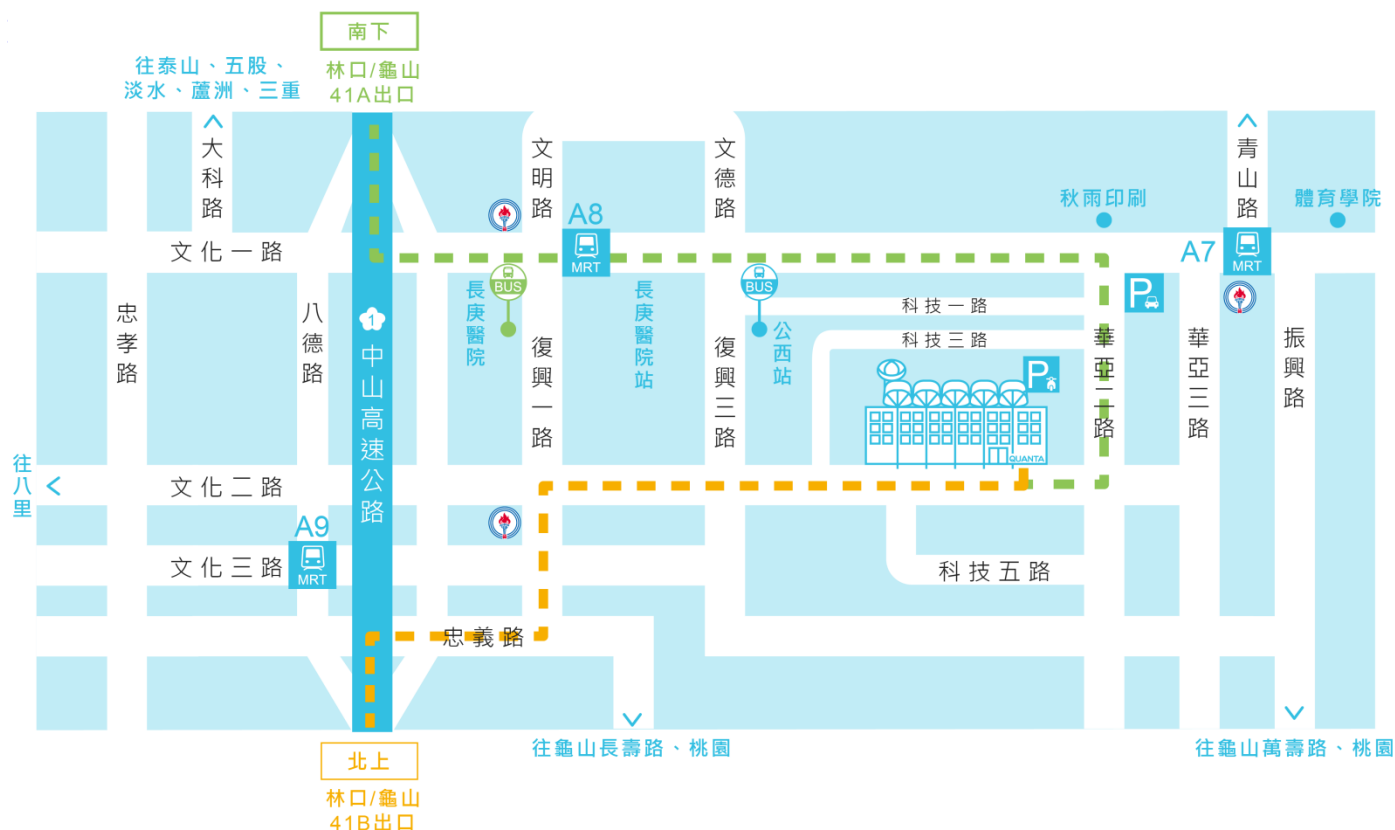 南下
林口/龜山
41A出口
往泰山、五股、
淡水、蘆洲、三重
大科路
文明路
文德路
青山路
秋雨印刷
體育學院
A8
MRT
A7
MRT
文化一路
BUS
長庚醫院
長庚醫院站
BUS
公西站
P
科技一路
科技三路
忠孝路
八德路
1
中山高速公路
復興一路
復興三路
P
華亞二路
華亞三路
振興路
QUANTA
往八里
文化二路
A9
MRT
文化三路
科技五路
忠義路
往龜山長壽路、桃園
往龜山萬壽路、桃園
北上
林口/龜山
41B出口